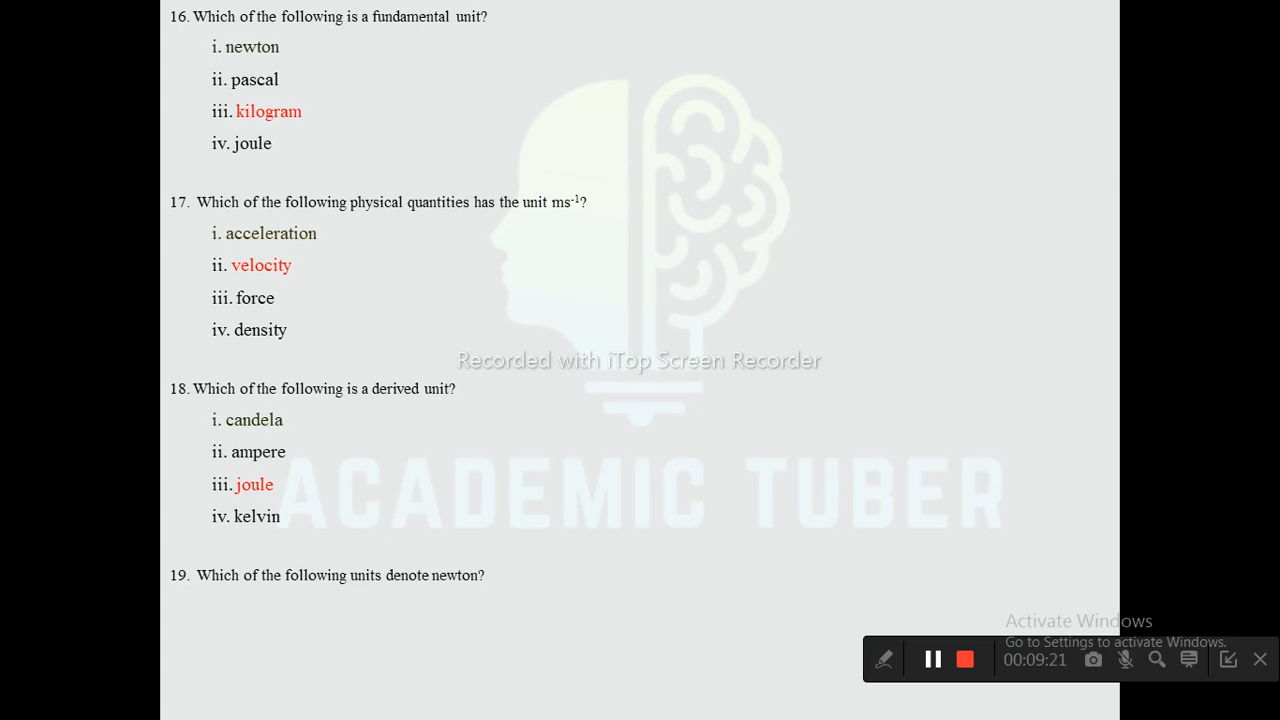 16. Which of the following is a fundamental unit?
i. newton
ii. pascal
iii. kilogram
iv. joule
17. Which of the following physical quantities has the unit ms⁻¹?
i. acceleration
ii. velocity
iii. force
iv. density
Recorded with iTop Screen Recorder
18. Which of the following is a derived unit?
i. candela
ii. ampere
iii. joule
iv. kelvin
ACADEMIC TUBER
19. Which of the following units denote newton?
Activate Windows
Go to Settings to activate Windows.
00:09:21